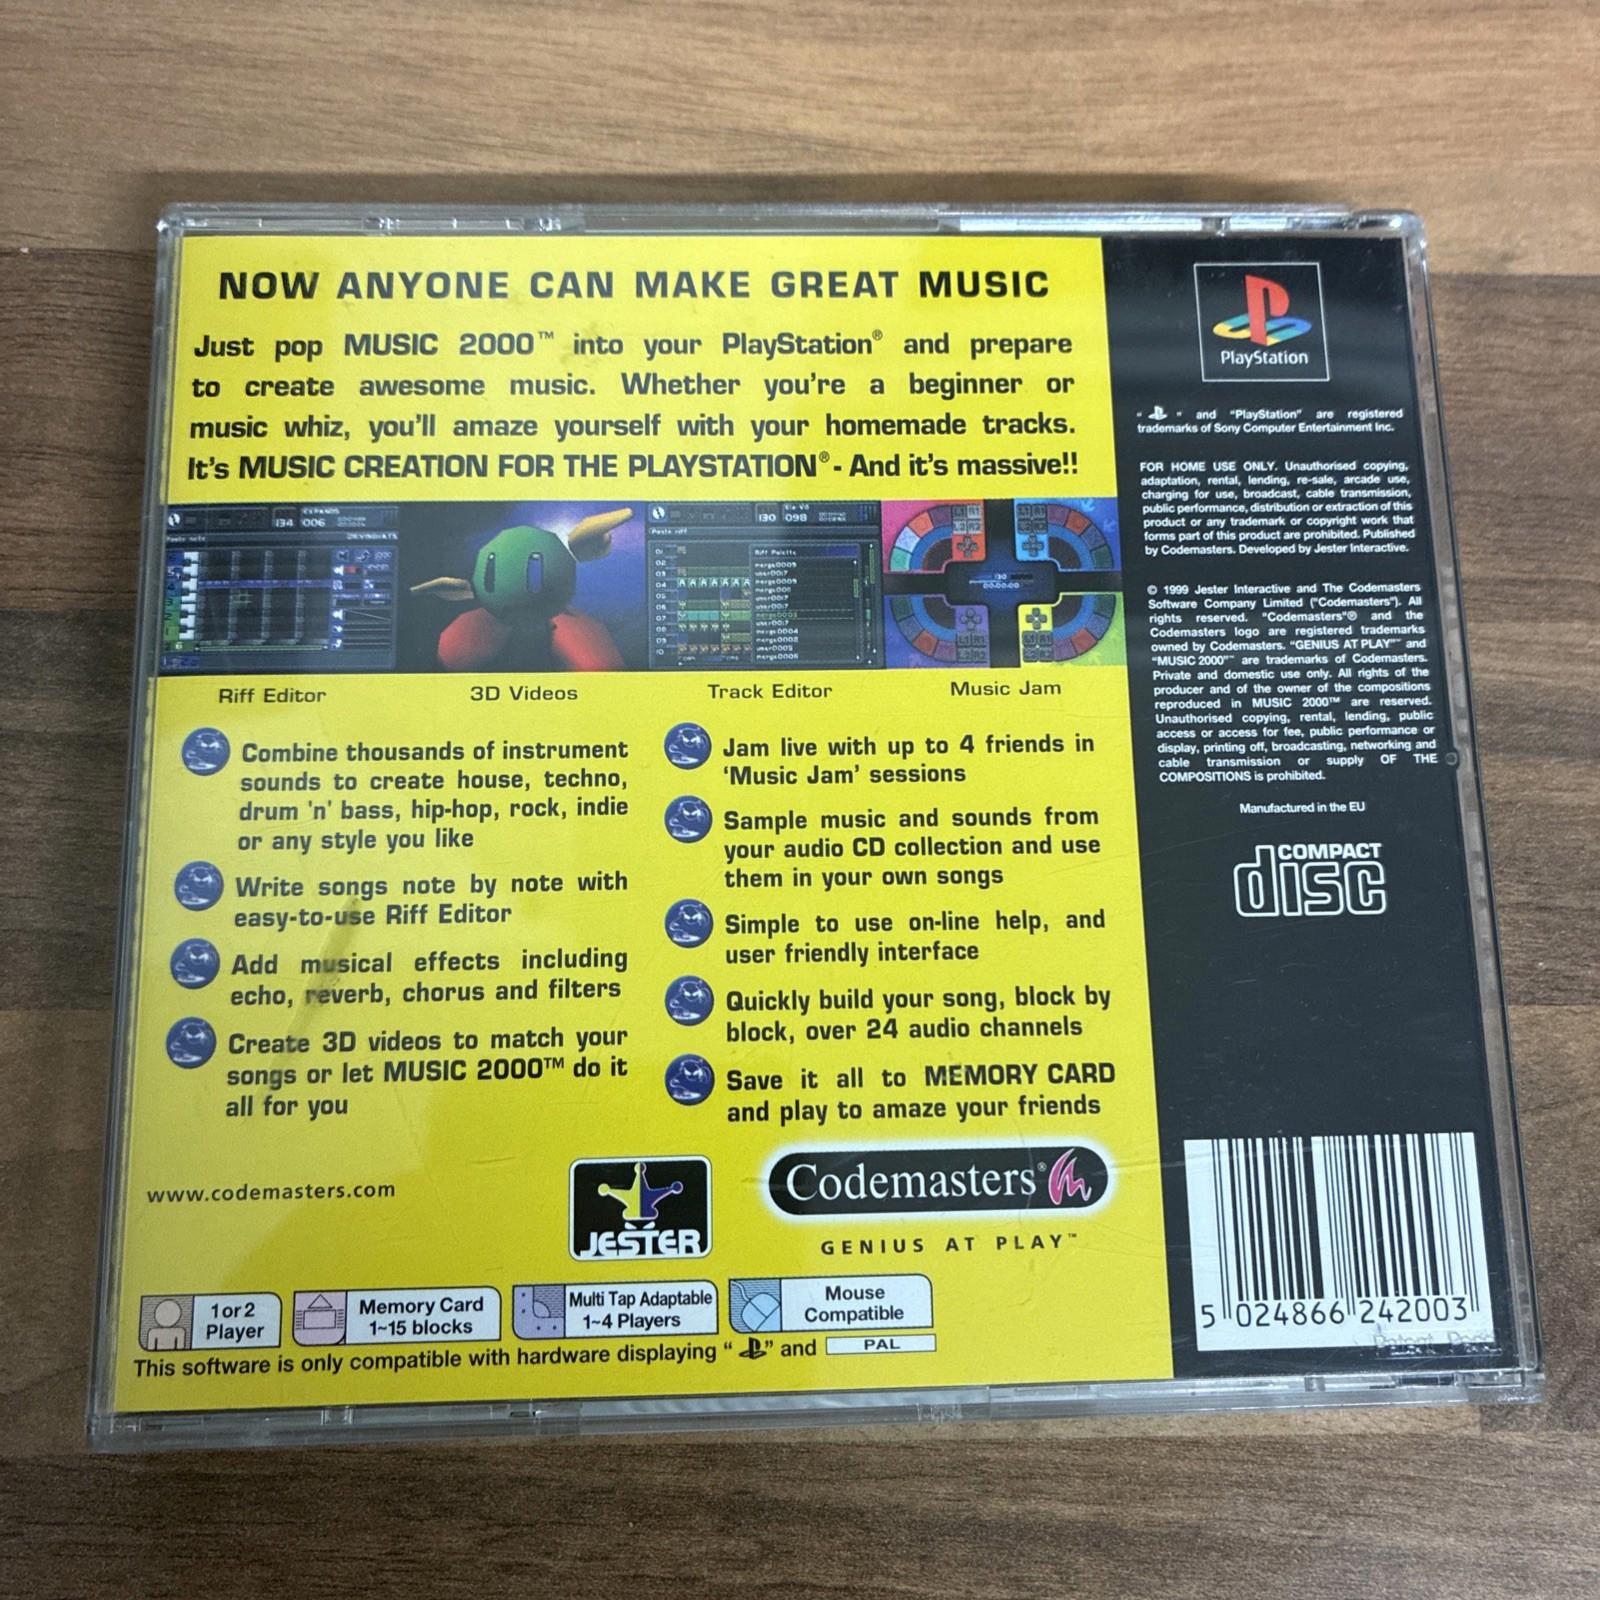 NOW ANYONE CAN MAKE GREAT MUSIC
Just pop MUSIC 2000™ into your PlayStation® and prepare
to create awesome music. Whether you're a beginner or
music whiz, you'll amaze yourself with your homemade tracks.
It's MUSIC CREATION FOR THE PLAYSTATION® - And it's massive!!
134 006
130 098
Riff Palette
Riff Editor
3D Videos
Track Editor
Music Jam
Combine thousands of instrument
sounds to create house, techno,
drum 'n' bass, hip-hop, rock, indie
or any style you like
Write songs note by note with
easy-to-use Riff Editor
Add musical effects including
echo, reverb, chorus and filters
Create 3D videos to match your
songs or let MUSIC 2000™ do it
all for you
Jam live with up to 4 friends in
'Music Jam' sessions
Sample music and sounds from
your audio CD collection and use
them in your own songs
Simple to use on-line help, and
user friendly interface
Quickly build your song, block by
block, over 24 audio channels
Save it all to MEMORY CARD
and play to amaze your friends
www.codemasters.com
JESTER
Codemasters®
GENIUS AT PLAY™
1 or 2
Player
Memory Card
1~15 blocks
Multi Tap Adaptable
1~4 Players
Mouse
Compatible
This software is only compatible with hardware displaying " " and PAL
PlayStation
" " and "PlayStation" are registered
trademarks of Sony Computer Entertainment Inc.
FOR HOME USE ONLY. Unauthorised copying,
adaptation, rental, lending, re-sale, arcade use,
charging for use, broadcast, cable transmission,
public performance, distribution or extraction of this
product or any trademark or copyright work that
forms part of this product are prohibited. Published
by Codemasters. Developed by Jester Interactive.
© 1999 Jester Interactive and The Codemasters
Software Company Limited ("Codemasters"). All
rights reserved. "Codemasters"® and the
Codemasters logo are registered trademarks
owned by Codemasters. "GENIUS AT PLAY™" and
"MUSIC 2000™" are trademarks of Codemasters.
Private and domestic use only. All rights of the
producer and of the owner of the compositions
reproduced in MUSIC 2000™ are reserved.
Unauthorised copying, rental, lending, public
access or access for fee, public performance or
display, printing off, broadcasting, networking and
cable transmission or supply OF THE
COMPOSITIONS is prohibited.
Manufactured in the EU
COMPACT
disc
5 024866 242003